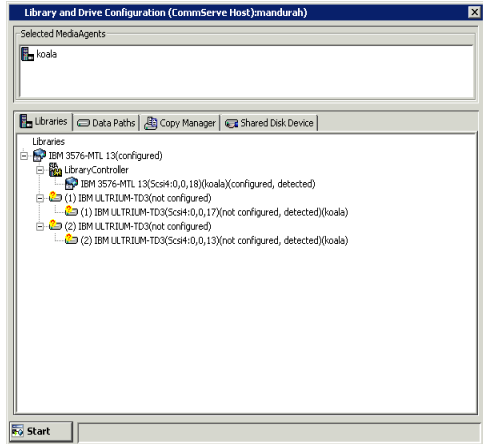 Library and Drive Configuration (CommServe Host):mandurah)
Selected MediaAgents
koala
Libraries
Data Paths
Copy Manager
Shared Disk Device
Libraries
IBM 3576-MTL 13(configured)
LibraryController
IBM 3576-MTL 13(Scsi4:0,0,18)(koala)(configured, detected)
(1) IBM ULTRIUM-TD3(not configured)
(1) IBM ULTRIUM-TD3(Scsi4:0,0,17)(not configured, detected)(koala)
(2) IBM ULTRIUM-TD3(not configured)
(2) IBM ULTRIUM-TD3(Scsi4:0,0,13)(not configured, detected)(koala)
Start